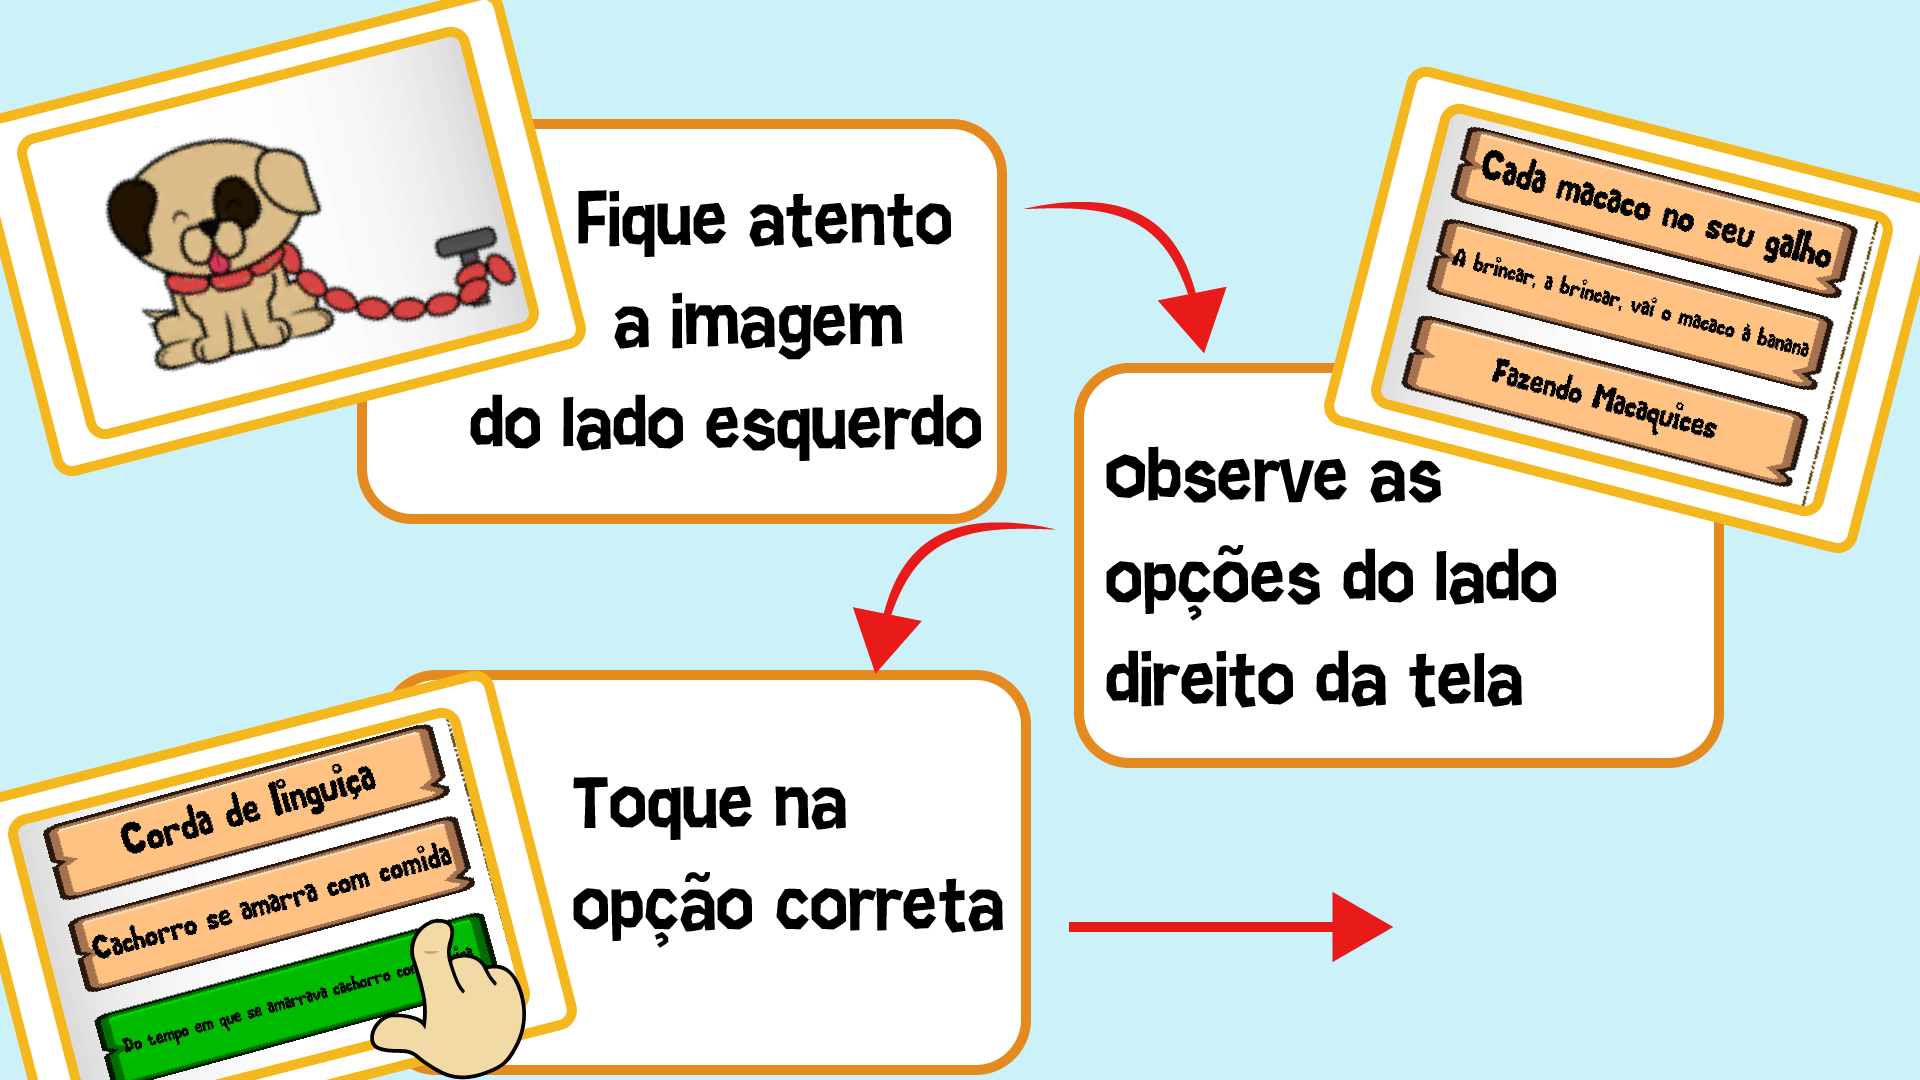 Fique atento
a imagem
do lado esquerdo
Cada macaco no seu galho
A brincar, a brincar, vai o macaco à banana
Fazendo Macaquices
Observe as
opções do lado
direito da tela
Toque na
opção correta
Corda de linguiça
Cachorro se amarra com comida
Do tempo em que se amarrava cachorro